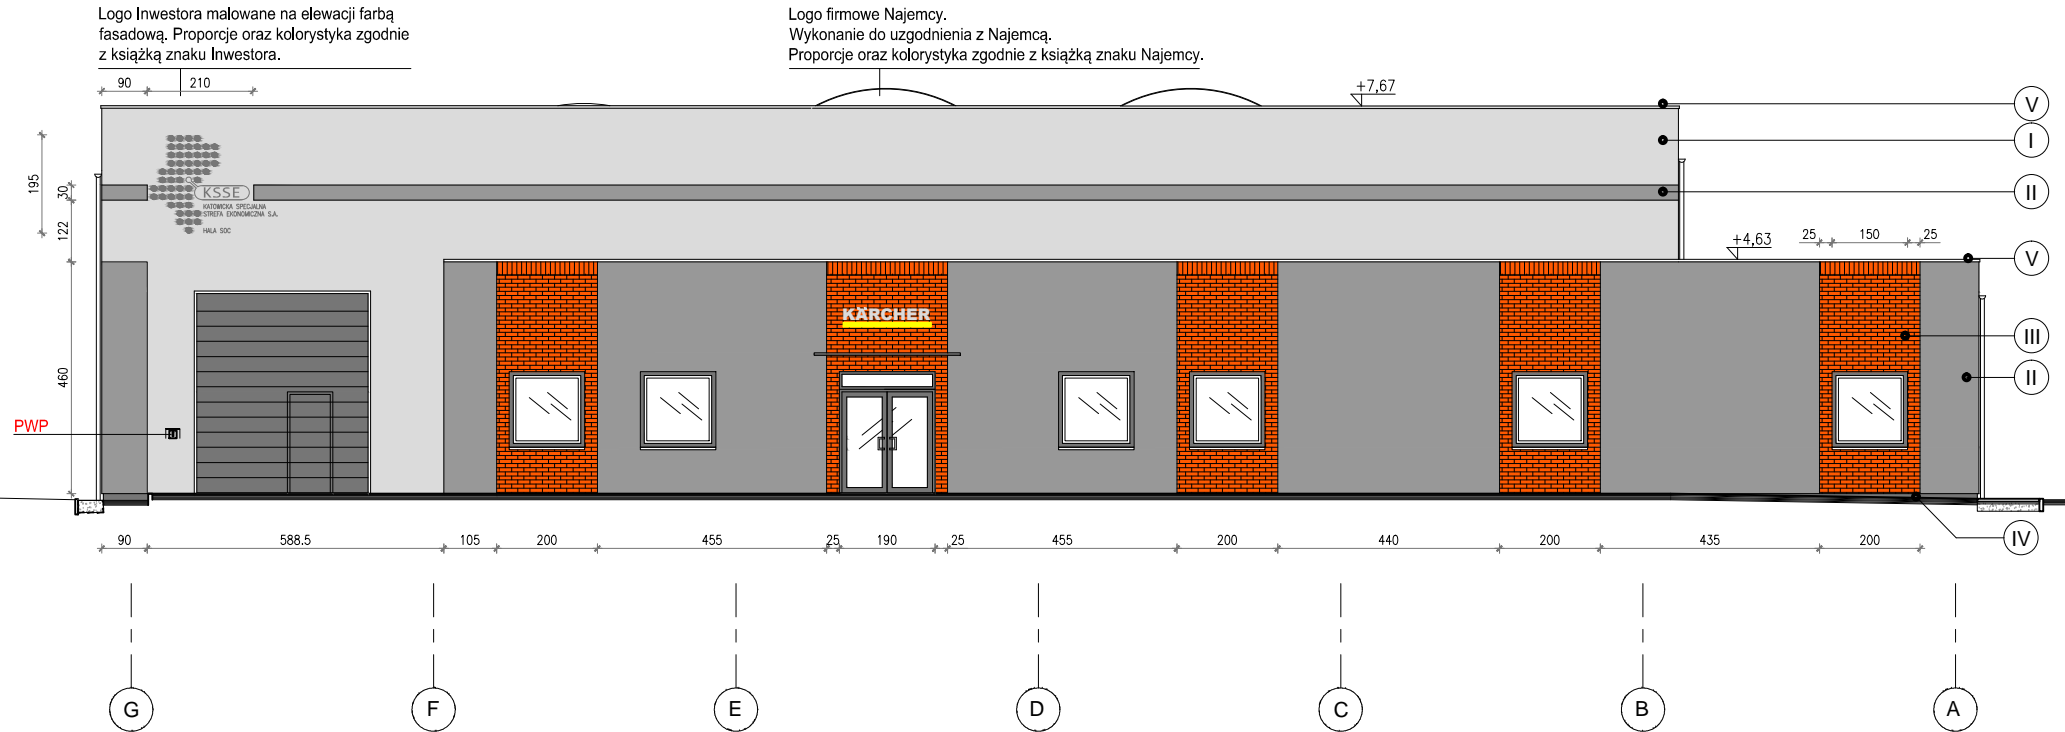 Logo Inwestora malowane na elewacji farbą
fasadową. Proporcje oraz kolorystyka zgodnie
z książką znaku Inwestora.
Logo firmowe Najemcy.
Wykonanie do uzgodnienia z Najemcą.
Proporcje oraz kolorystyka zgodnie z książką znaku Najemcy.
90 210
+7,67
V
I
195
30
KSSE
KATOWICKA SPECJALNA
STREFA EKONOMICZNA S.A.
HALA SOC
II
122
+4,63
25 150 25
V
KÄRCHER
III
460
II
PWP
90 588.5 105 200 455 25 190 25 455 200 440 200 435 200
IV
G F E D C B A